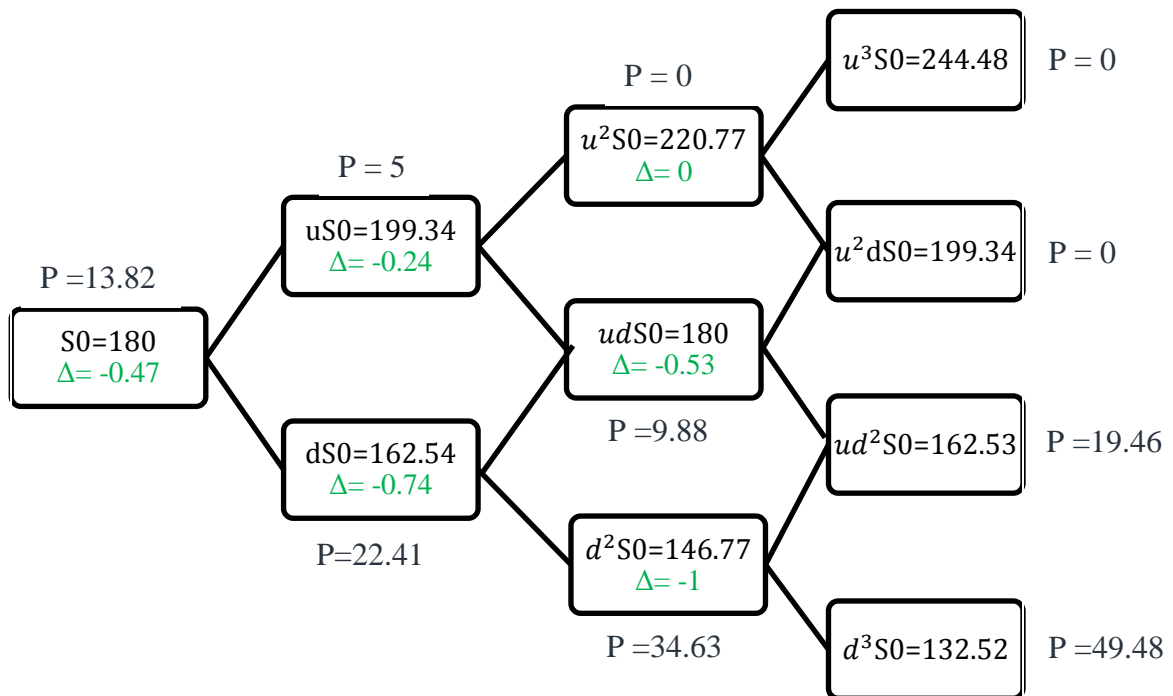 P =13.82
S0=180
Δ= -0.47
P = 5
uS0=199.34
Δ= -0.24
dS0=162.54
Δ= -0.74
P=22.41
P = 0
u²S0=220.77
Δ= 0
udS0=180
Δ= -0.53
P =9.88
d²S0=146.77
Δ= -1
P =34.63
u³S0=244.48
P = 0
u²dS0=199.34
P = 0
ud²S0=162.53
P =19.46
d³S0=132.52
P =49.48